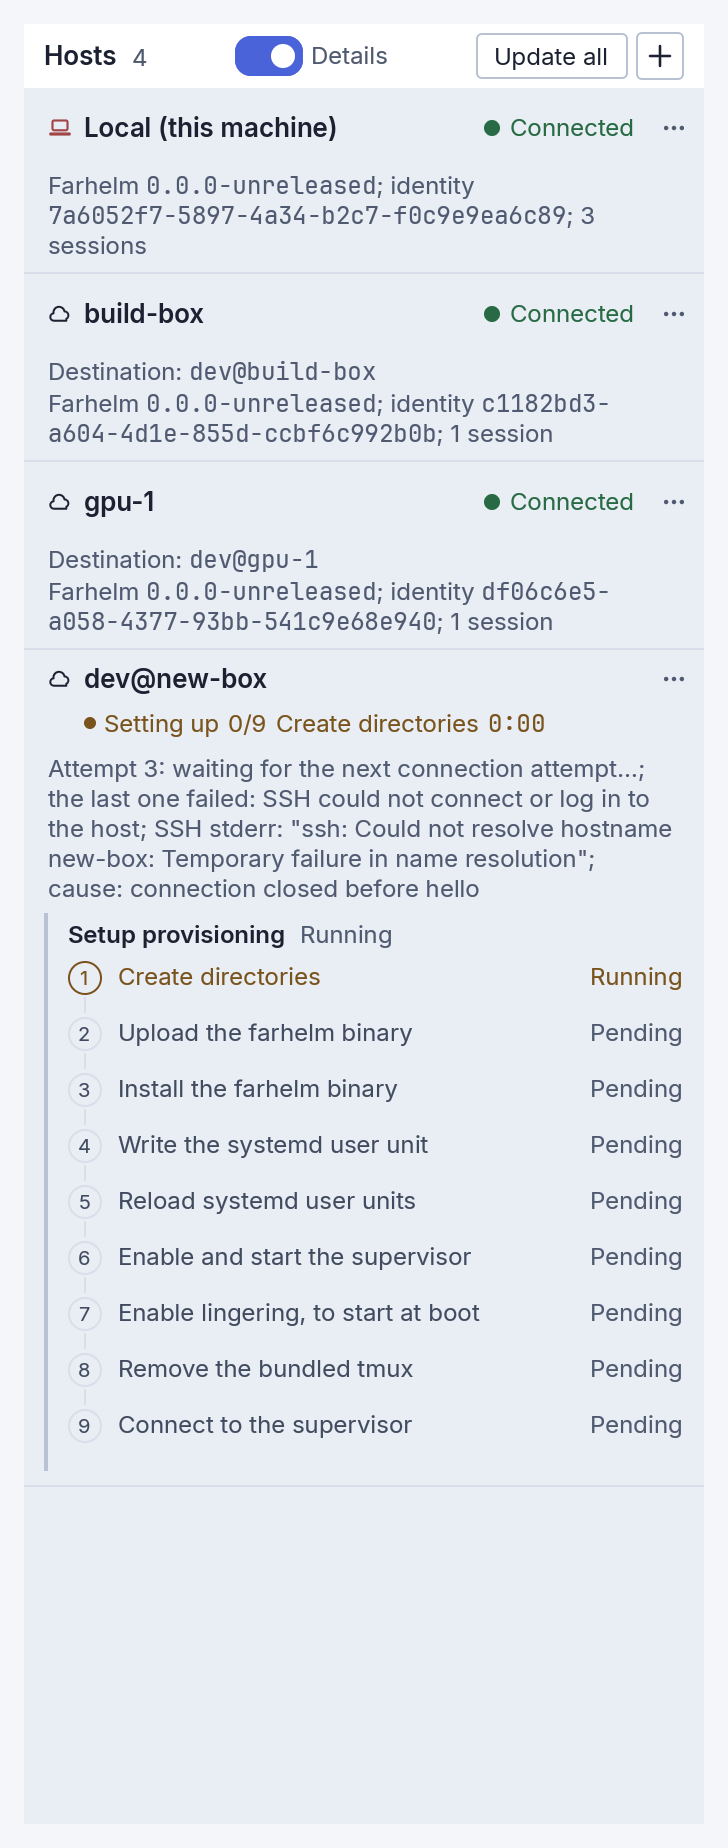 Hosts 4 Details Update all
Local (this machine) Connected
Farhelm 0.0.0-unreleased; identity
7a6052f7-5897-4a34-b2c7-f0c9e9ea6c89; 3
sessions
build-box Connected
Destination: dev@build-box
Farhelm 0.0.0-unreleased; identity c1182bd3-
a604-4d1e-855d-ccbf6c992b0b; 1 session
gpu-1 Connected
Destination: dev@gpu-1
Farhelm 0.0.0-unreleased; identity df06c6e5-
a058-4377-93bb-541c9e68e940; 1 session
dev@new-box
Setting up 0/9 Create directories 0:00
Attempt 3: waiting for the next connection attempt…;
the last one failed: SSH could not connect or log in to
the host; SSH stderr: "ssh: Could not resolve hostname
new-box: Temporary failure in name resolution";
cause: connection closed before hello
Setup provisioning Running
1 Create directories Running
2 Upload the farhelm binary Pending
3 Install the farhelm binary Pending
4 Write the systemd user unit Pending
5 Reload systemd user units Pending
6 Enable and start the supervisor Pending
7 Enable lingering, to start at boot Pending
8 Remove the bundled tmux Pending
9 Connect to the supervisor Pending